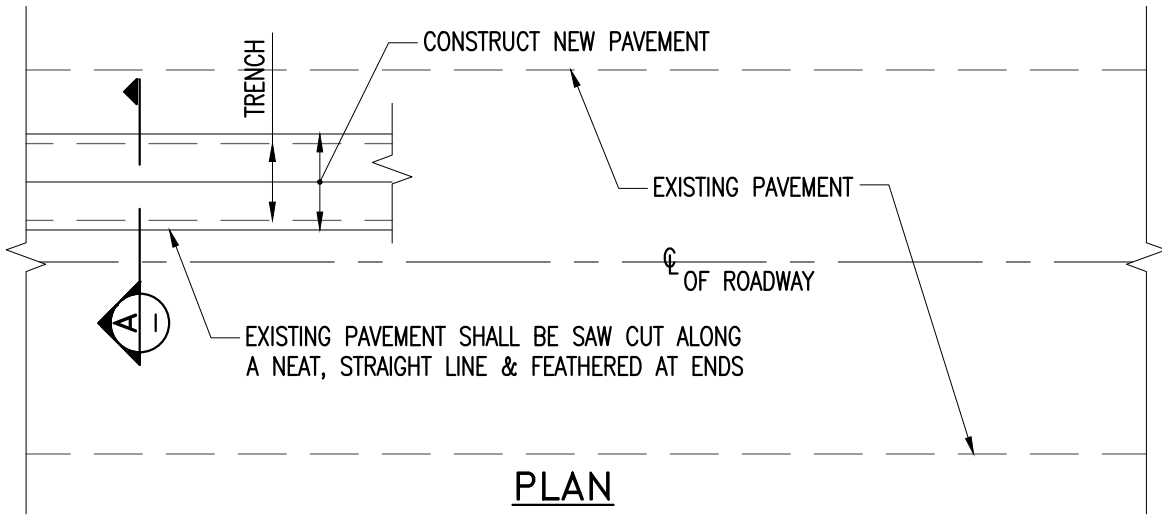 CONSTRUCT NEW PAVEMENT
TRENCH
EXISTING PAVEMENT
℄ OF ROADWAY
A
EXISTING PAVEMENT SHALL BE SAW CUT ALONG
A NEAT, STRAIGHT LINE & FEATHERED AT ENDS
PLAN